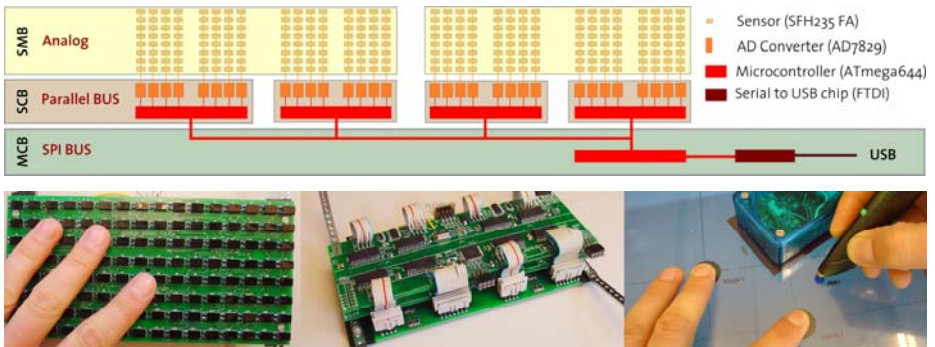 SMB
Analog
SCB
Parallel BUS
MCB
SPI BUS
USB
Sensor (SFH235 FA)
AD Converter (AD7829)
Microcontroller (ATmega644)
Serial to USB chip (FTDI)